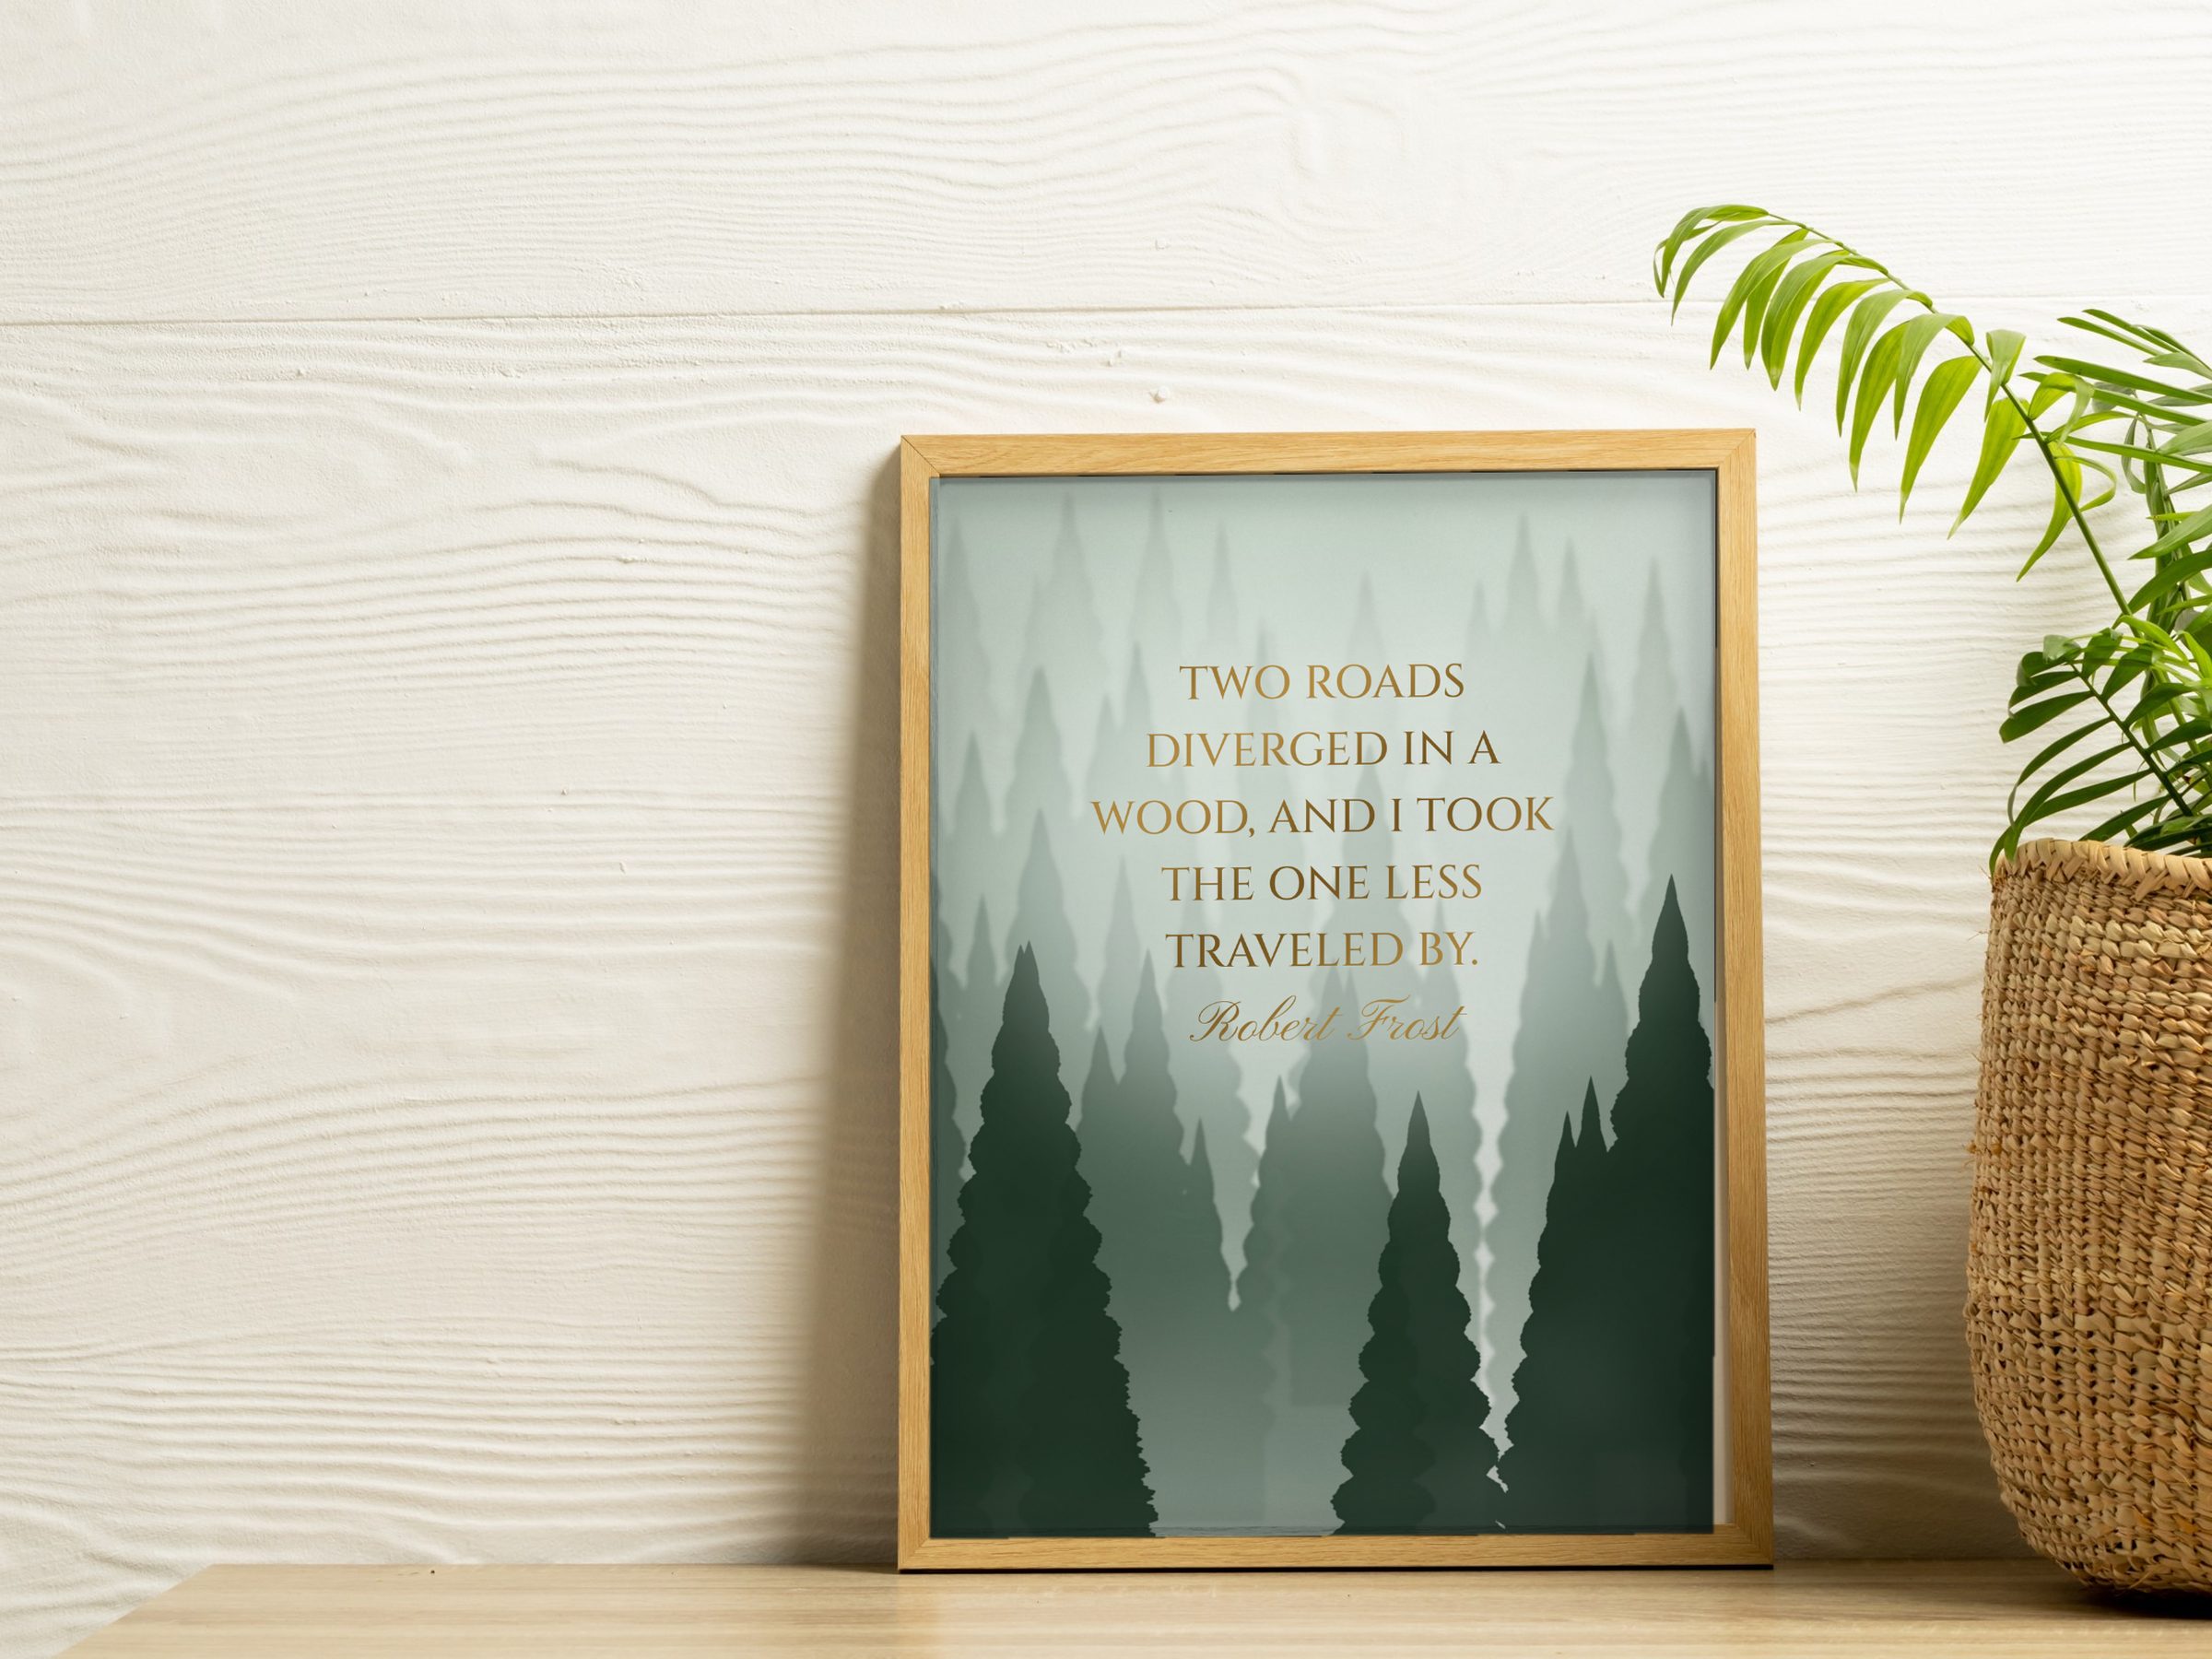 TWO ROADS
DIVERGED IN A
WOOD, AND I TOOK
THE ONE LESS
TRAVELED BY.
Robert Frost